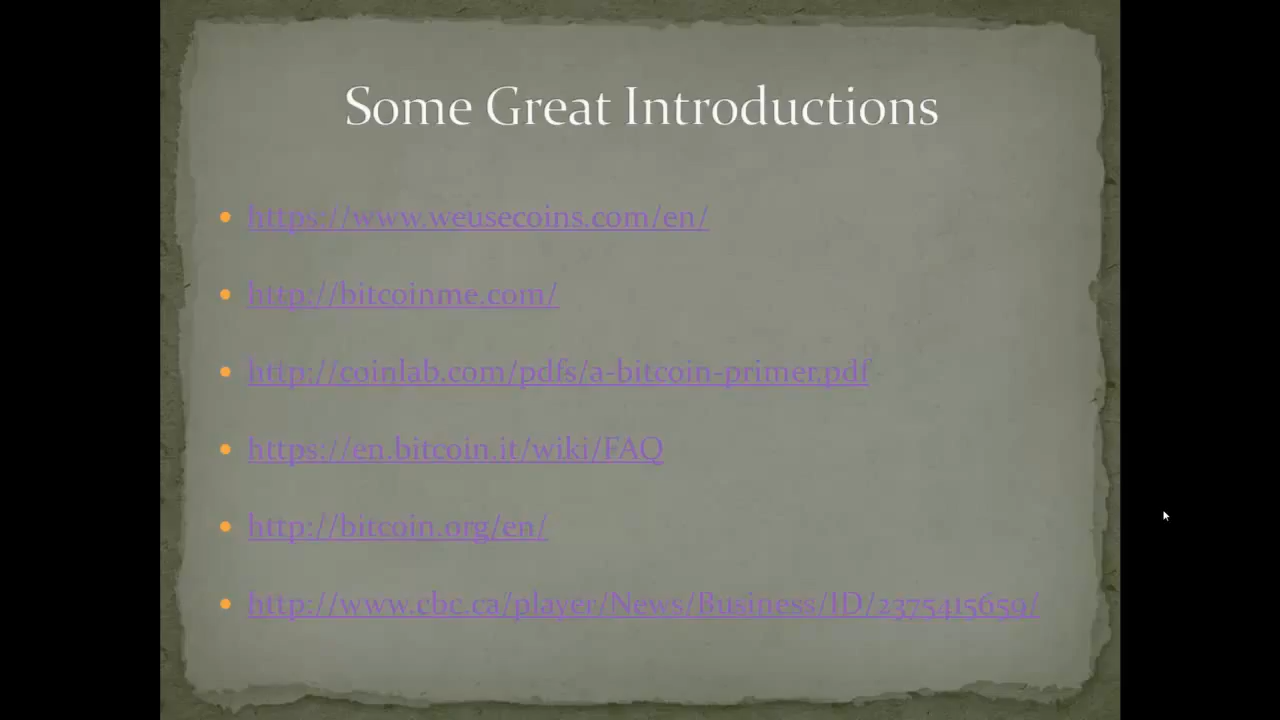 Some Great Introductions
https://www.weusecoins.com/en/
http://bitcoinme.com/
http://coinlab.com/pdfs/a-bitcoin-primer.pdf
https://en.bitcoin.it/wiki/FAQ
http://bitcoin.org/en/
http://www.cbc.ca/player/News/Business/ID/2375415650/